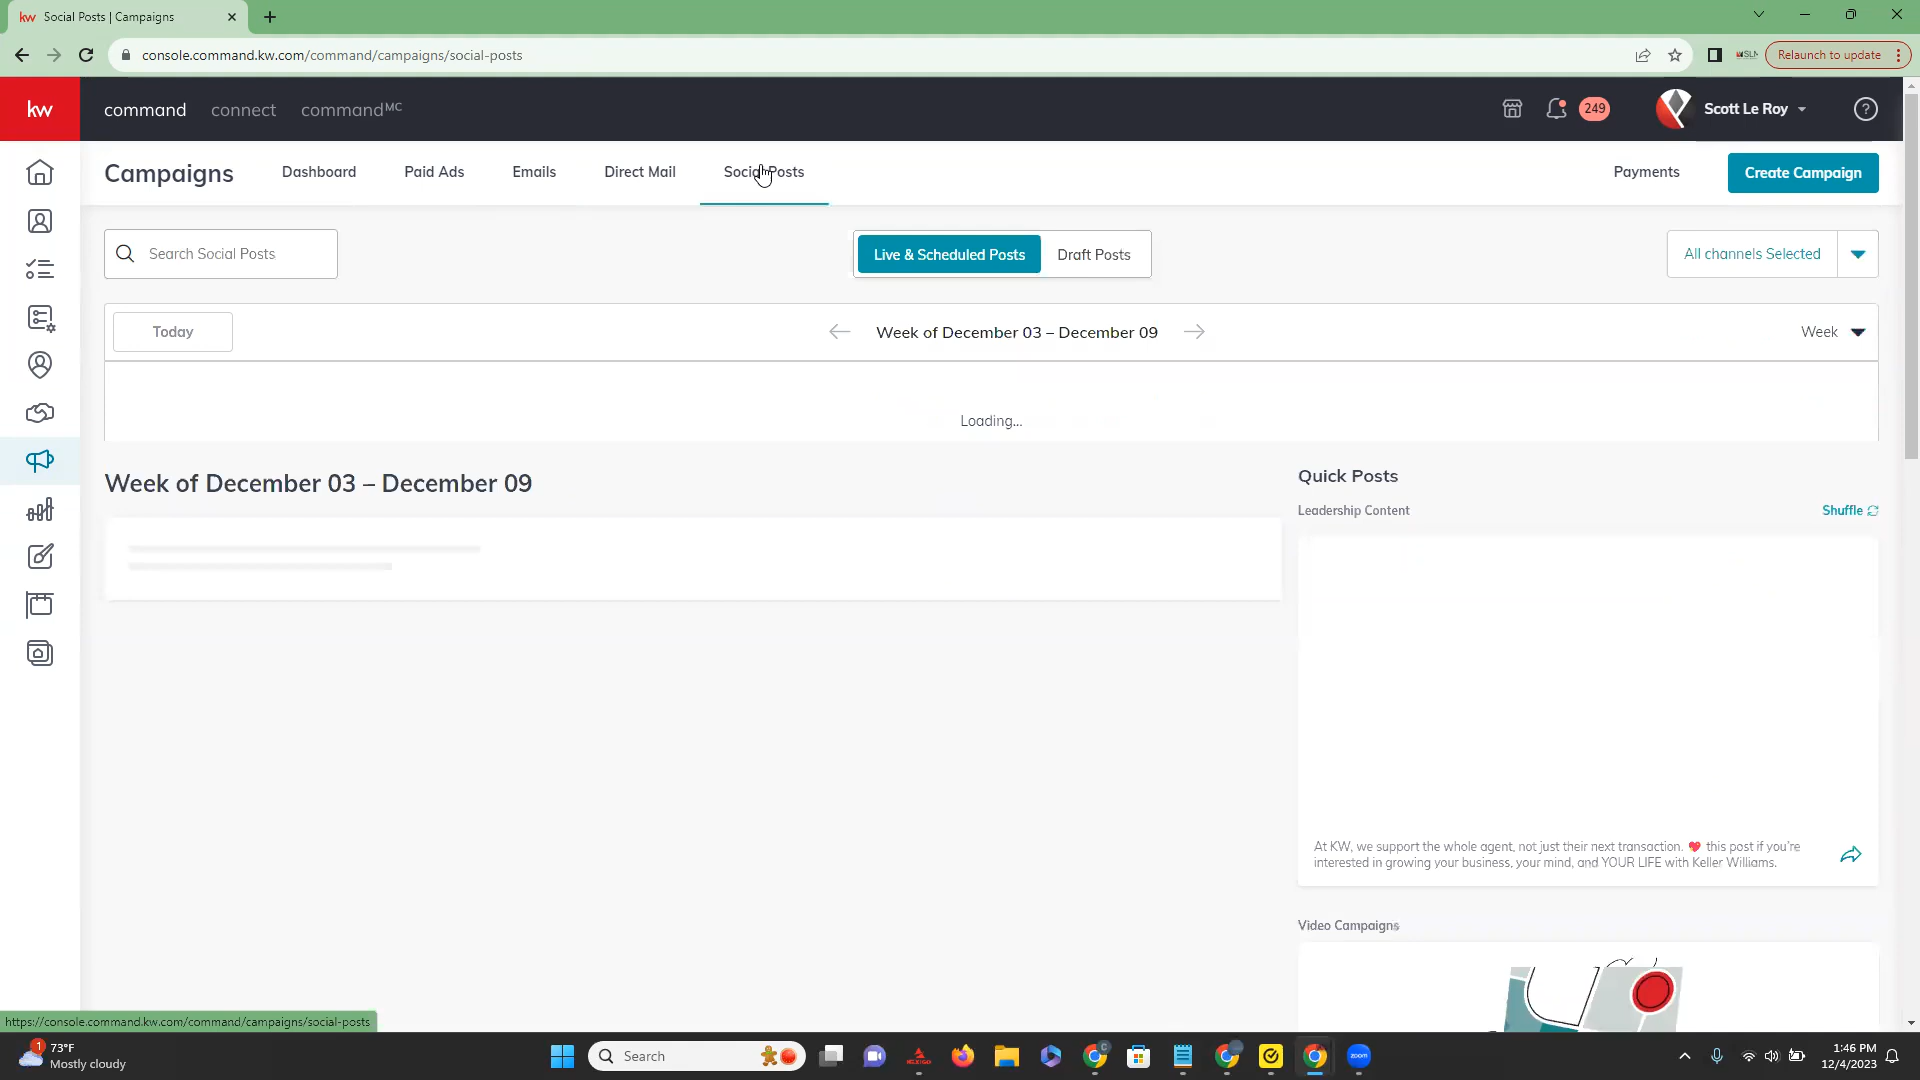 kw Social Posts | Campaigns
console.command.kw.com/command/campaigns/social-posts
Relaunch to update
kw
command connect commandMC
249
Scott Le Roy
Campaigns
Dashboard
Paid Ads
Emails
Direct Mail
Social Posts
Payments
Create Campaign
Search Social Posts
Live & Scheduled Posts
Draft Posts
All channels Selected
Today
Week of December 03 – December 09
Week
Loading...
Week of December 03 – December 09
Quick Posts
Leadership Content
Shuffle
At KW, we support the whole agent, not just their next transaction. ❤️ this post if you're
interested in growing your business, your mind, and YOUR LIFE with Keller Williams.
Video Campaigns
https://console.command.kw.com/command/campaigns/social-posts
1
73°F
Mostly cloudy
Search
zoom
1:46 PM
12/4/2023